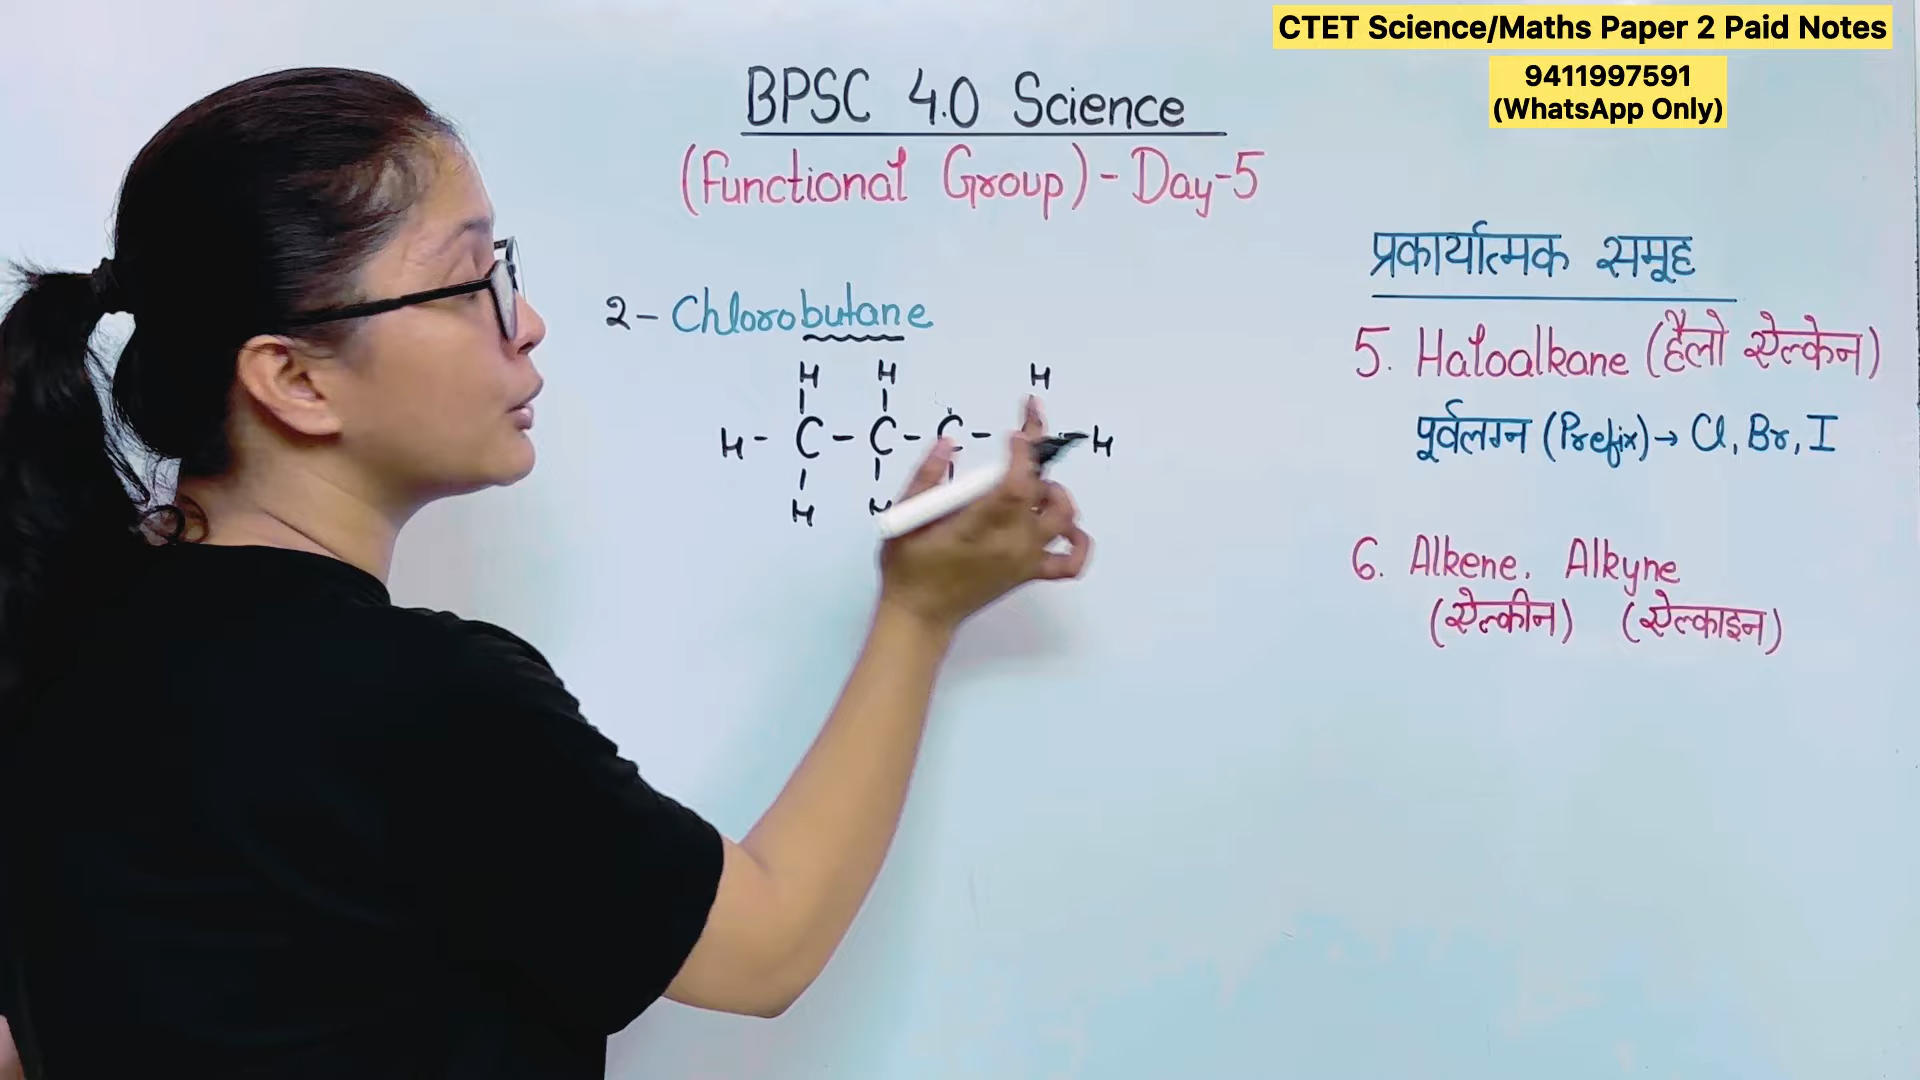 CTET Science/Maths Paper 2 Paid Notes
9411997591
(WhatsApp Only)
BPSC 4.0 Science
(Functional Group) - Day-5
2 - Chlorobutane
H H H
H - C - C - C - - H
H H
प्रकार्यात्मक समूह
5. Haloalkane (हैलो ऐल्केन)
पूर्वलग्न (Prefix) → Cl, Br, I
6. Alkene, Alkyne
(ऐल्कीन) (ऐल्काइन)